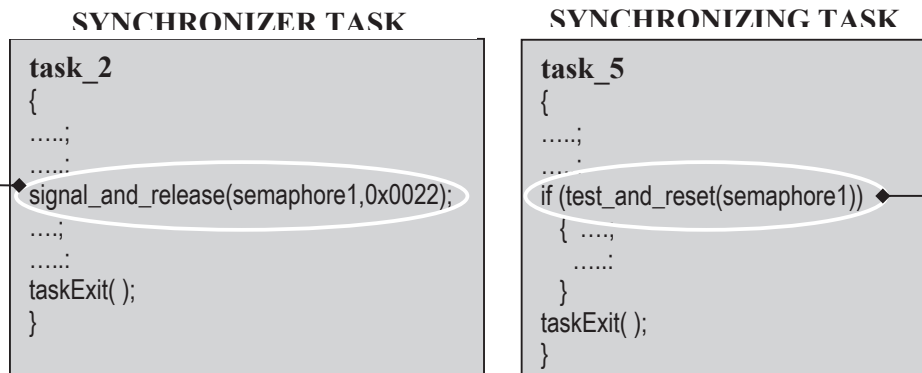 SYNCHRONIZER TASK
task_2
{
…..;
…..:
signal_and_release(semaphore1,0x0022);
….;
…..:
taskExit( );
}
SYNCHRONIZING TASK
task_5
{
…..;
….:
if (test_and_reset(semaphore1))
{ ….;
…..:
}
taskExit( );
}